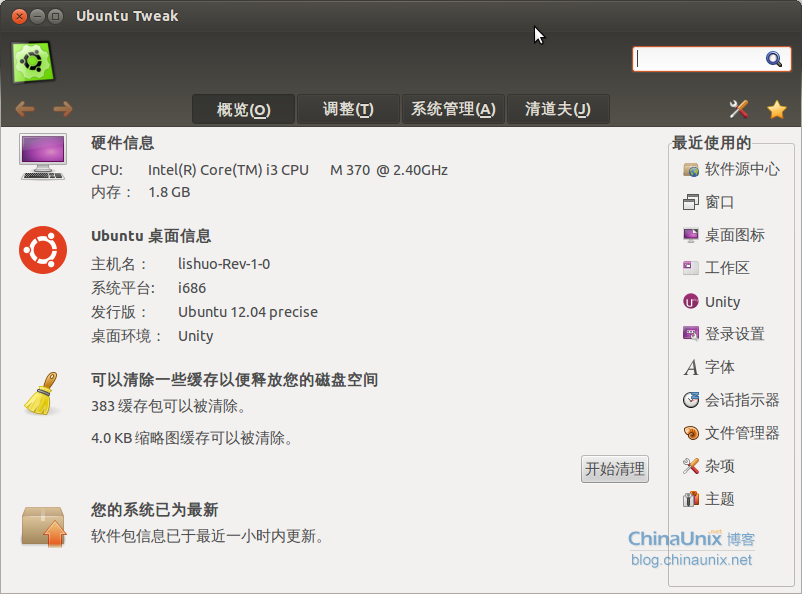 Ubuntu Tweak
概览(O)
调整(T)
系统管理(A)
清道夫(J)
硬件信息
CPU: Intel(R) Core(TM) i3 CPU M 370 @ 2.40GHz
内存： 1.8 GB
Ubuntu 桌面信息
主机名： lishuo-Rev-1-0
系统平台: i686
发行版： Ubuntu 12.04 precise
桌面环境： Unity
可以清除一些缓存以便释放您的磁盘空间
383 缓存包可以被清除。
4.0 KB 缩略图缓存可以被清除。
开始清理
您的系统已为最新
软件包信息已于最近一小时内更新。
最近使用的
软件源中心
窗口
桌面图标
工作区
Unity
登录设置
字体
会话指示器
文件管理器
杂项
主题
ChinaUnix.net 博客
blog.chinaunix.net